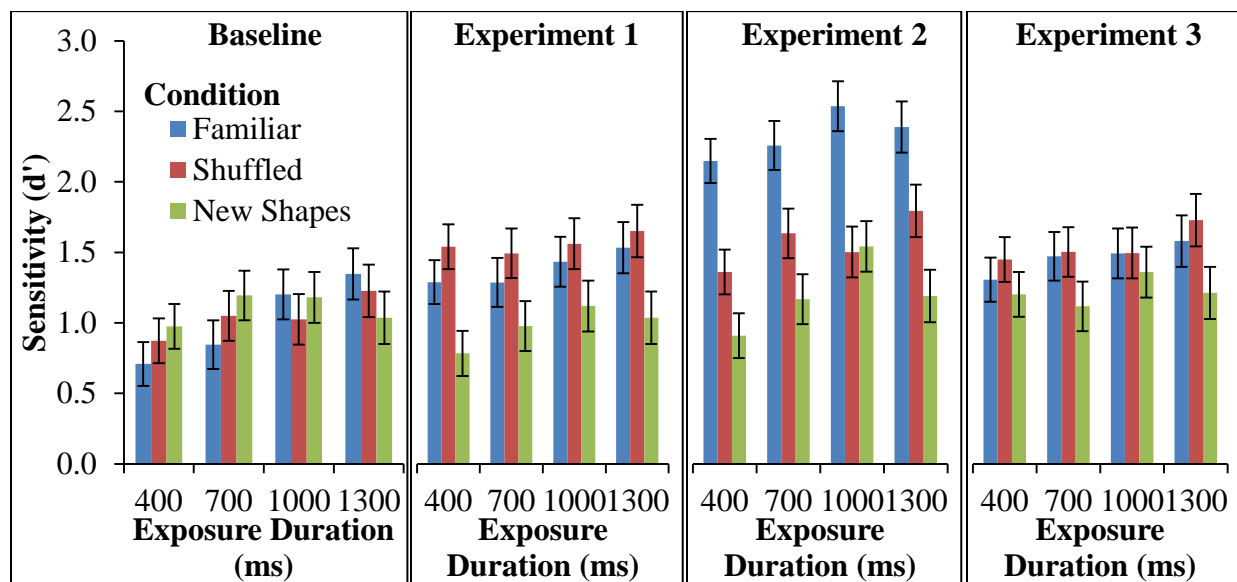 Baseline
Experiment 1
Experiment 2
Experiment 3
Sensitivity (d')
3.0
2.5
2.0
1.5
1.0
0.5
0.0
Condition
Familiar
Shuffled
New Shapes
400 700 1000 1300
Exposure Duration
(ms)
400 700 1000 1300
Exposure
Duration (ms)
400 700 1000 1300
Exposure
Duration (ms)
400 700 1000 1300
Exposure
Duration (ms)